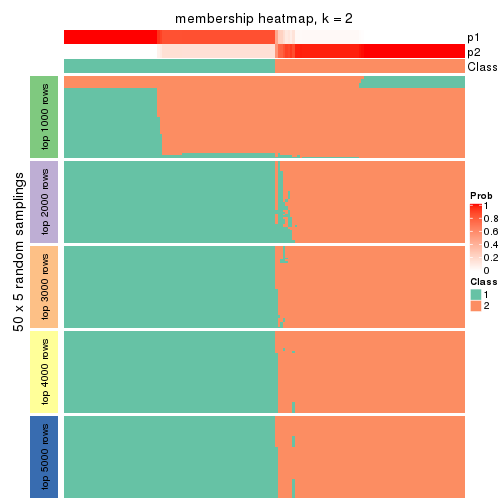 membership heatmap, k = 2
p1
p2
Class
50 x 5 random samplings
top 1000 rows
top 2000 rows
top 3000 rows
top 4000 rows
top 5000 rows
Prob
1
0.8
0.6
0.4
0.2
0
Class
1
2